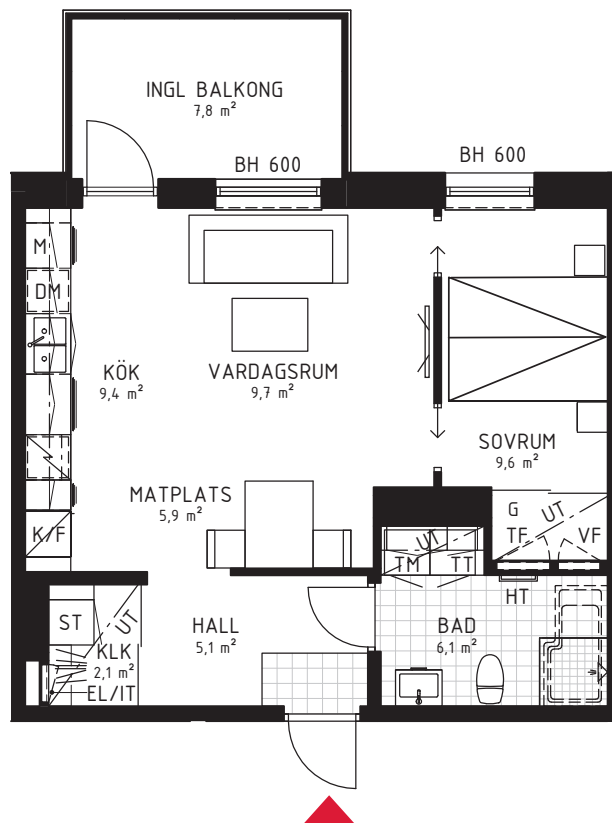 INGL BALKONG
7,8 m²
BH 600
BH 600
M
DM
KÖK
9,4 m²
VARDAGSRUM
9,7 m²
SOVRUM
9,6 m²
MATPLATS
5,9 m²
K/F
G
UT
TF
VF
UT
TM
TT
HT
ST
UT
KLK
2,1 m²
EL/IT
HALL
5,1 m²
BAD
6,1 m²